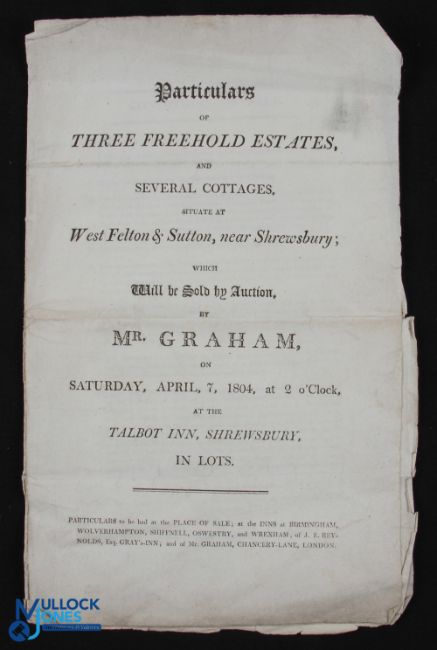 Particulars
OF
THREE FREEHOLD ESTATES,
AND
SEVERAL COTTAGES,
SITUATE AT
West Felton & Sutton, near Shrewsbury;
WHICH
Will be Sold by Auction,
BY
MR. GRAHAM,
ON
SATURDAY, APRIL, 7, 1804, at 2 o'Clock,
AT THE
TALBOT INN, SHREWSBURY,
IN LOTS.
PARTICULARS to be had at the PLACE OF SALE; at the INNS at BIRMINGHAM,
WOLVERHAMPTON, SHIFFNELL, OSWESTRY, and WREXHAM; of J. E. REY-
NOLDS, Esq. GRAY's-INN; and of Mr. GRAHAM, CHANCERY-LANE, LONDON.
MULLOCK
JONES